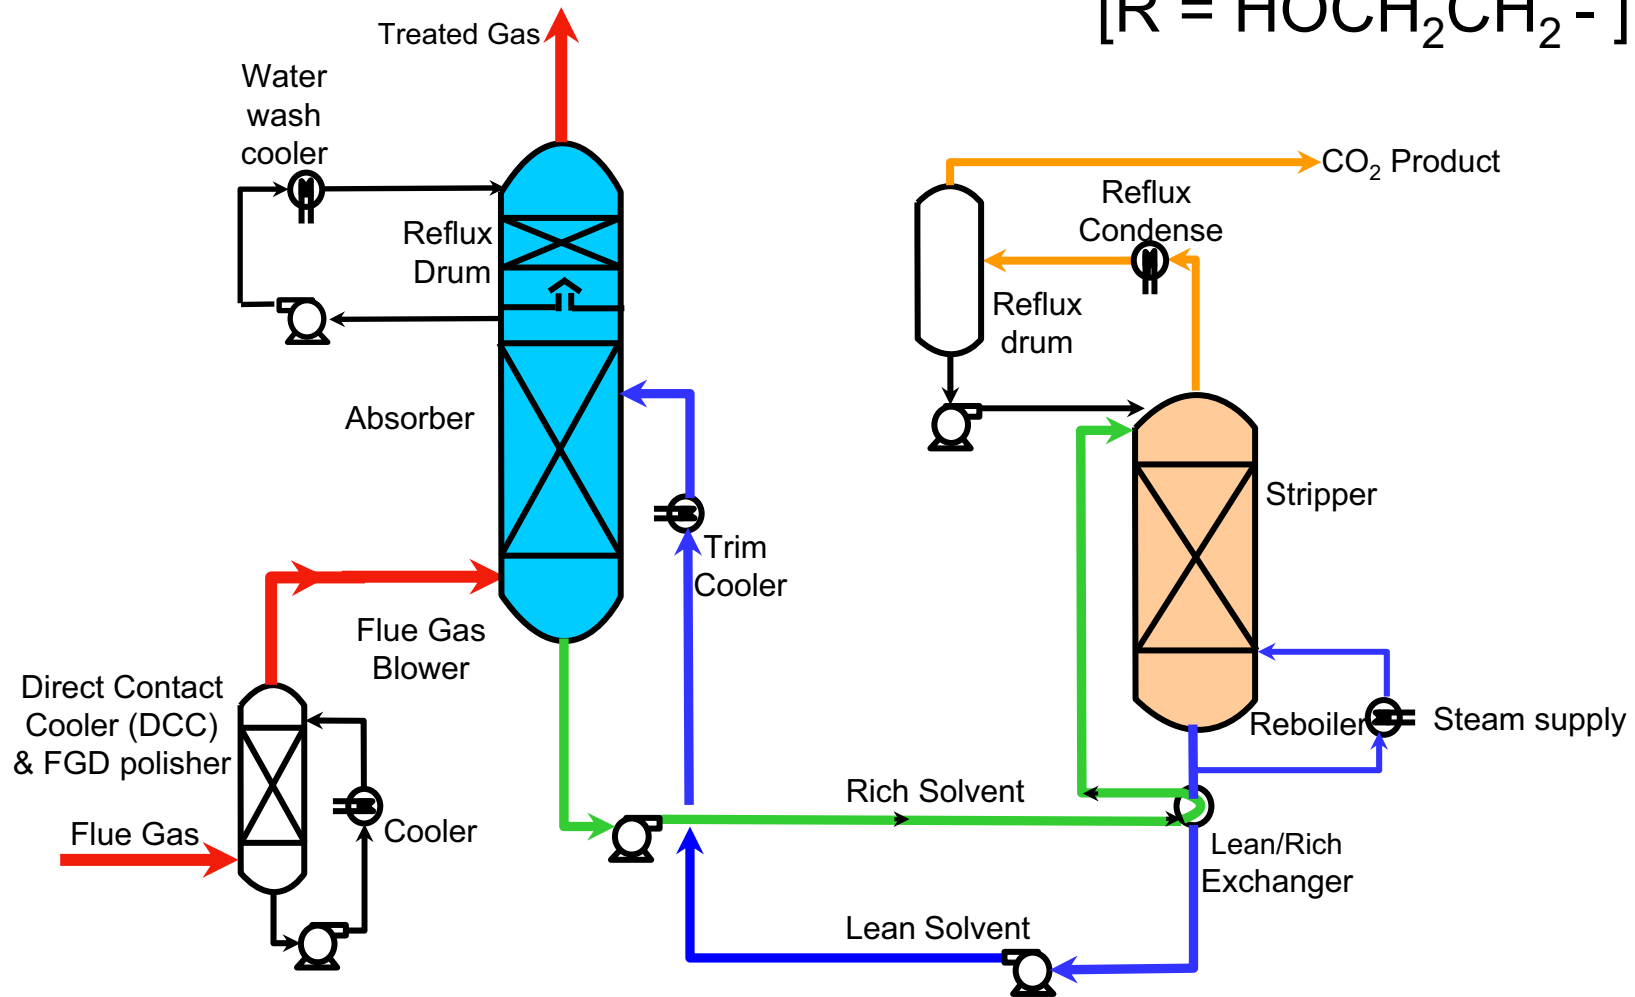 [R = HOCH₂CH₂ - ]
Treated Gas
Water
wash
cooler
CO₂ Product
Reflux
Condense
Reflux
Drum
Reflux
drum
Absorber
Stripper
Trim
Cooler
Flue Gas
Blower
Direct Contact
Cooler (DCC)
& FGD polisher
Reboiler
Steam supply
Rich Solvent
Flue Gas
Cooler
Lean/Rich
Exchanger
Lean Solvent